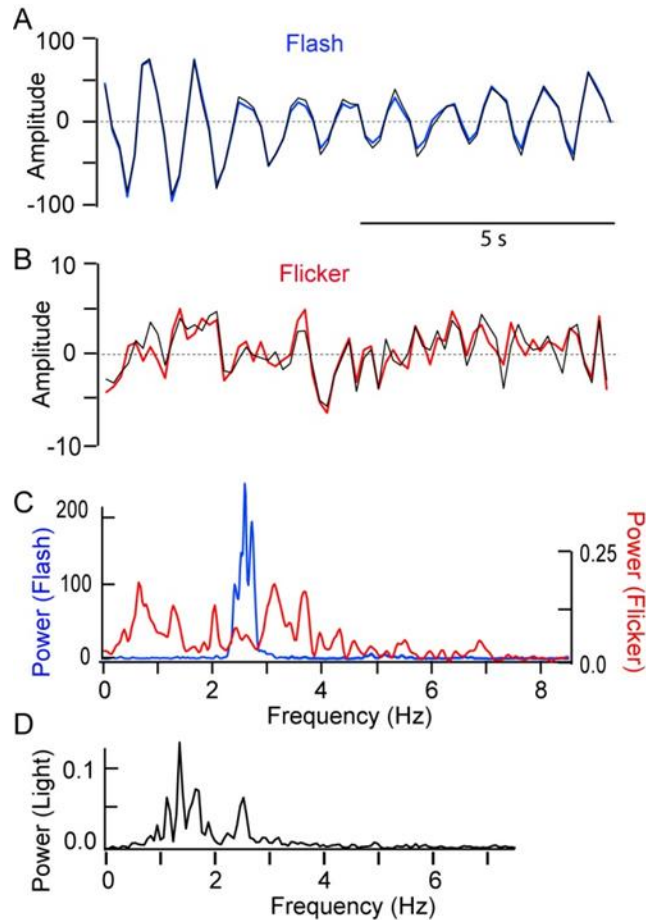 A
Flash
100
0
-100
Amplitude
5 s
B
Flicker
10
0
-10
Amplitude
C
200
100
0
Power (Flash)
0.25
0.0
Power (Flicker)
0 2 4 6 8
Frequency (Hz)
D
0.1
0.0
Power (Light)
0 2 4 6
Frequency (Hz)